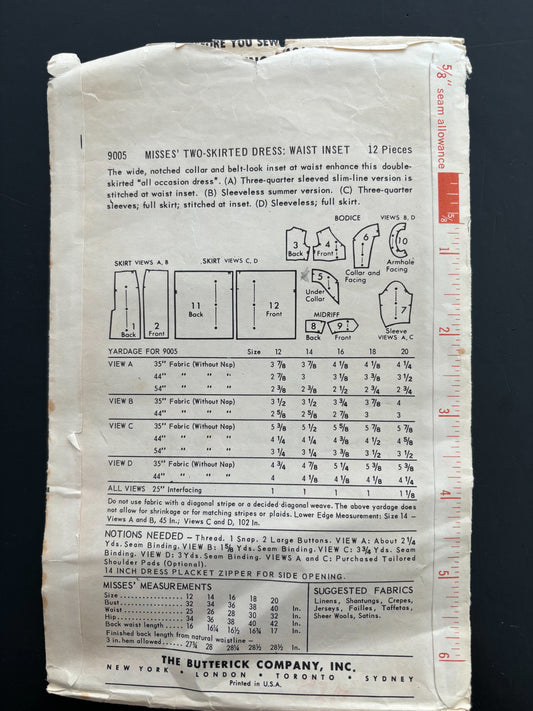 SURE YOU SEW
5/8" seam allowance
9005 MISSES' TWO-SKIRTED DRESS: WAIST INSET 12 Pieces
The wide, notched collar and belt-look inset at waist enhance this double-
skirted "all occasion dress". (A) Three-quarter sleeved slim-line version is
stitched at waist inset. (B) Sleeveless summer version. (C) Three-quarter
sleeves; full skirt; stitched at inset. (D) Sleeveless; full skirt.
BODICE VIEWS B, D
3 Back
4 Front
6 Collar and Facing
10 Armhole Facing
SKIRT VIEWS A, B
SKIRT VIEWS C, D
1 Back
2 Front
11 Back
12 Front
5 Under Collar
MIDRIFF
8 Back
9 Front
7 Sleeve VIEWS A, C
YARDAGE FOR 9005 Size 12 14 16 18 20
VIEW A 35" Fabric (Without Nap) 3 7/8 3 7/8 4 1/8 4 1/8 4 1/4
44" " " 2 7/8 3 3 1/8 3 3/8 3 1/2
54" " " 2 3/8 2 3/8 2 1/2 2 3/4 2 3/4
VIEW B 35" Fabric (Without Nap) 3 1/2 3 1/2 3 3/4 3 7/8 4
44" " " 2 5/8 2 5/8 2 7/8 3 3
VIEW C 35" Fabric (Without Nap) 5 3/8 5 1/2 5 5/8 5 7/8 5 7/8
44" " " 4 1/4 4 1/4 4 3/8 4 1/2 4 5/8
54" " " 3 1/4 3 1/4 3 3/8 3 1/2 3 1/2
VIEW D 35" Fabric (Without Nap) 4 3/4 4 7/8 5 1/4 5 3/8 5 3/8
44" " " 4 4 1/8 4 1/8 4 1/4 4 1/4
ALL VIEWS 25" Interfacing 1 1 1 1 1 1/8
Do not use fabric with a diagonal stripe or a decided diagonal weave. The above yardage does
not allow for shrinkage or for matching stripes or plaids. Lower Edge Measurement: Size 14 –
Views A and B, 45 In.; Views C and D, 102 In.
NOTIONS NEEDED – Thread. 1 Snap. 2 Large Buttons. VIEW A: About 2 1/4
Yds. Seam Binding. VIEW B: 1 5/8 Yds. Seam Binding. VIEW C: 3 3/4 Yds. Seam
Binding. VIEW D: 3 Yds. Seam Binding. VIEWS A and C: Purchased Tailored
Shoulder Pads (Optional).
14 INCH DRESS PLACKET ZIPPER FOR SIDE OPENING.
MISSES' MEASUREMENTS
Size 12 14 16 18 20
Bust 32 34 36 38 40 In.
Waist 25 26 28 30 32 In.
Hip 34 36 38 40 42 In.
Back waist length 16 16 1/4 16 1/2 16 3/4 17 In.
Finished back length from natural waistline—
3 in. hem allowed 27 3/4 28 28 1/4 28 1/2 28 1/2 In.
SUGGESTED FABRICS
Linens, Shantungs, Crepes,
Jerseys, Failles, Taffetas,
Sheer Wools, Satins.
THE BUTTERICK COMPANY, INC.
NEW YORK • LONDON • TORONTO • SYDNEY
Printed in U.S.A.
5/8
1
2
3
4
5
6